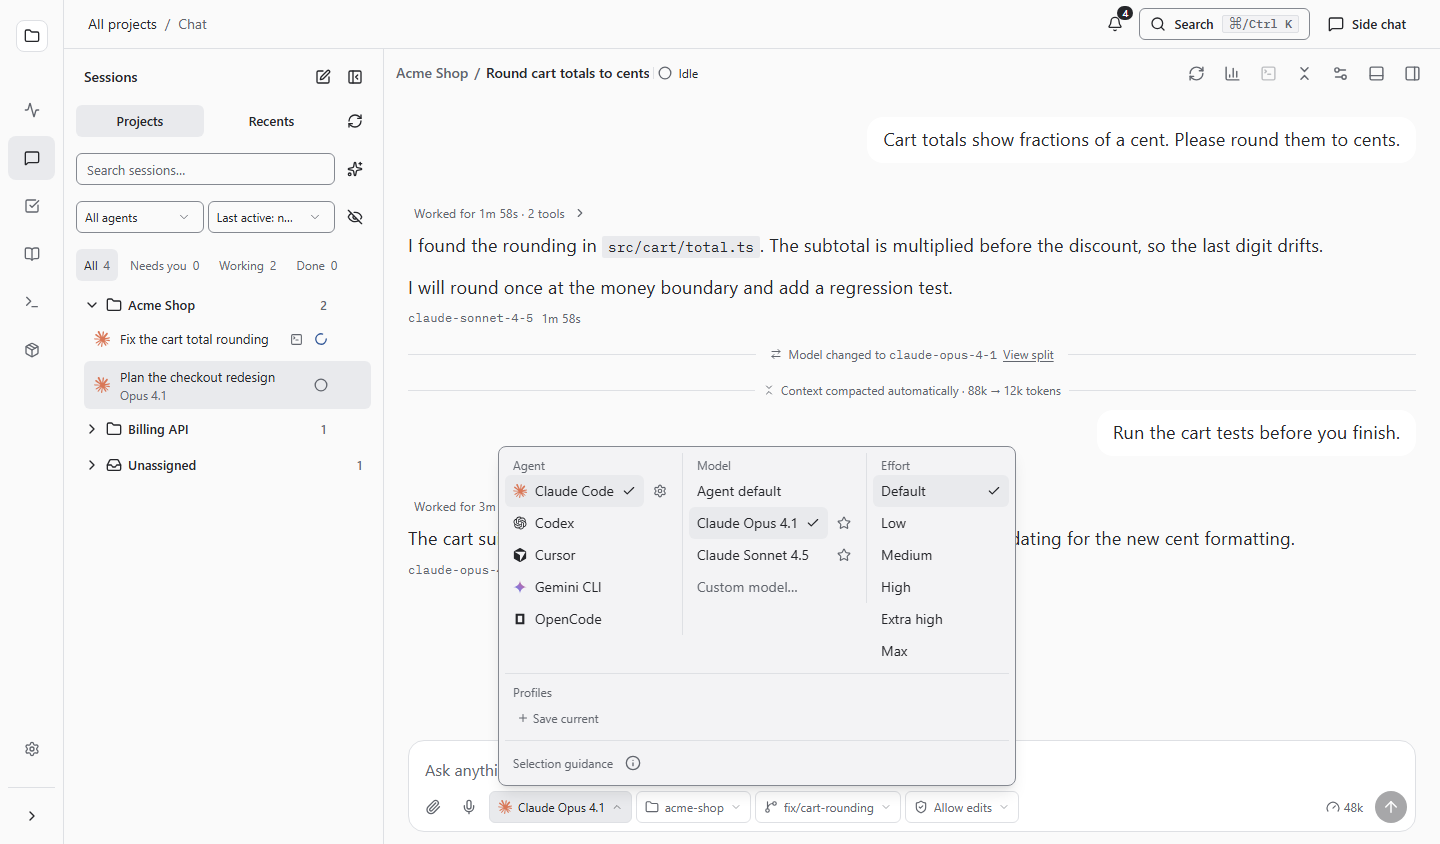 All projects / Chat
4
Search ⌘/Ctrl K
Side chat
Sessions
Projects
Recents
Search sessions...
All agents
Last active: n...
All 4
Needs you 0
Working 2
Done 0
Acme Shop 2
Fix the cart total rounding
Plan the checkout redesign
Opus 4.1
Billing API 1
Unassigned 1
Acme Shop / Round cart totals to cents
Idle
Cart totals show fractions of a cent. Please round them to cents.
Worked for 1m 58s · 2 tools
I found the rounding in src/cart/total.ts. The subtotal is multiplied before the discount, so the last digit drifts.
I will round once at the money boundary and add a regression test.
claude-sonnet-4-5 1m 58s
Model changed to claude-opus-4-1 View split
Context compacted automatically · 88k → 12k tokens
Run the cart tests before you finish.
Worked for 3m
The cart su
dating for the new cent formatting.
claude-opus-
Agent
Claude Code
Codex
Cursor
Gemini CLI
OpenCode
Model
Agent default
Claude Opus 4.1
Claude Sonnet 4.5
Custom model...
Effort
Default
Low
Medium
High
Extra high
Max
Profiles
+ Save current
Selection guidance
Ask anythi
Claude Opus 4.1
acme-shop
fix/cart-rounding
Allow edits
48k